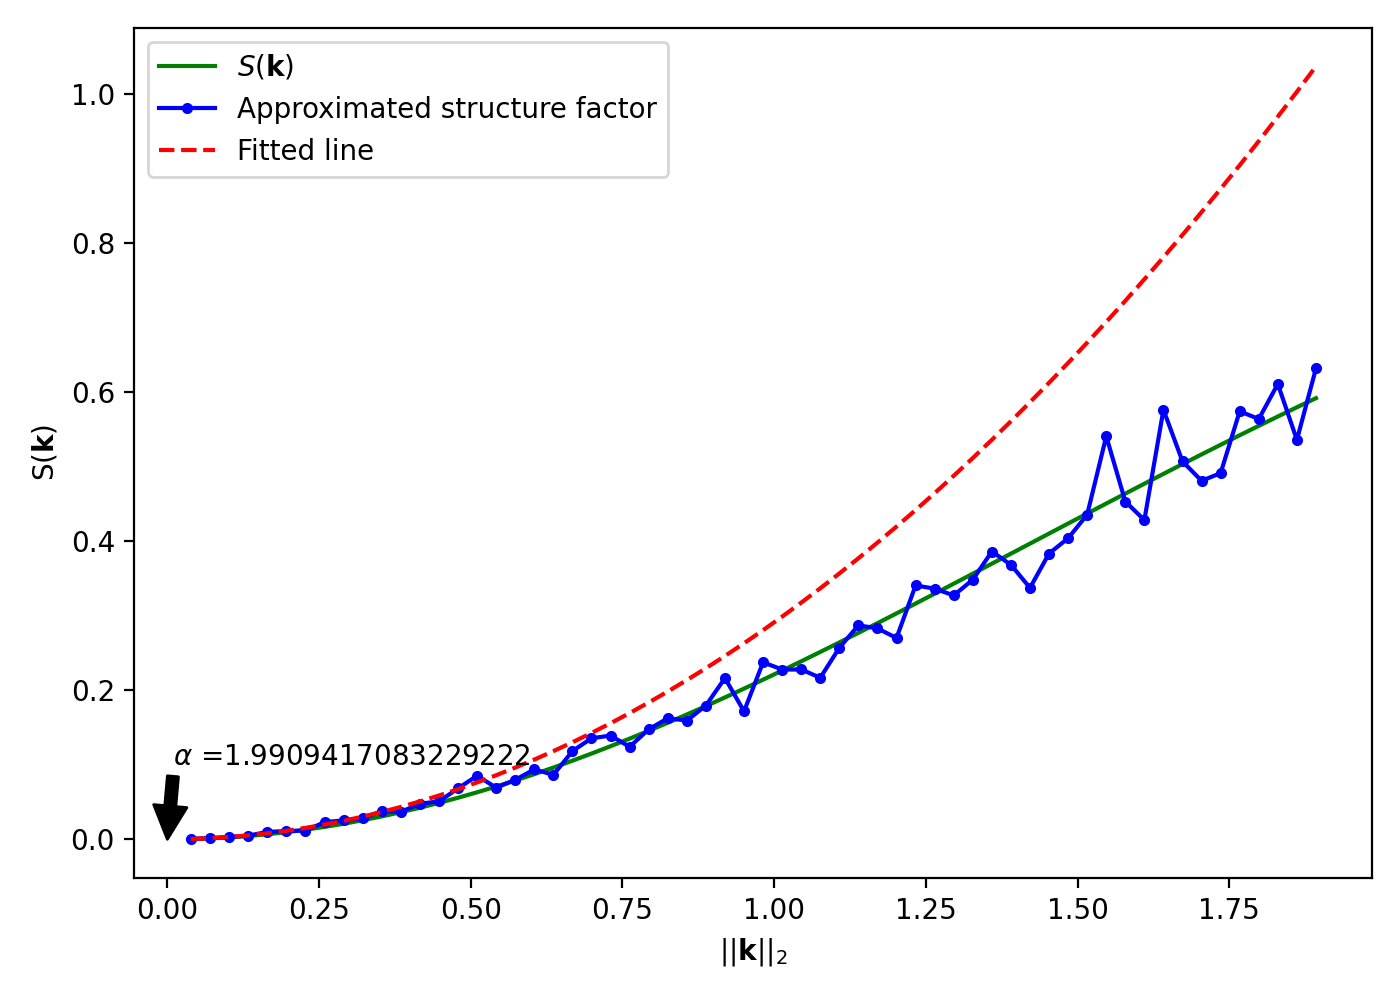 S(k)
Approximated structure factor
Fitted line
1.0
0.8
0.6
0.4
0.2
0.0
S(k)
α =1.9909417083229222
0.00 0.25 0.50 0.75 1.00 1.25 1.50 1.75
||k||₂